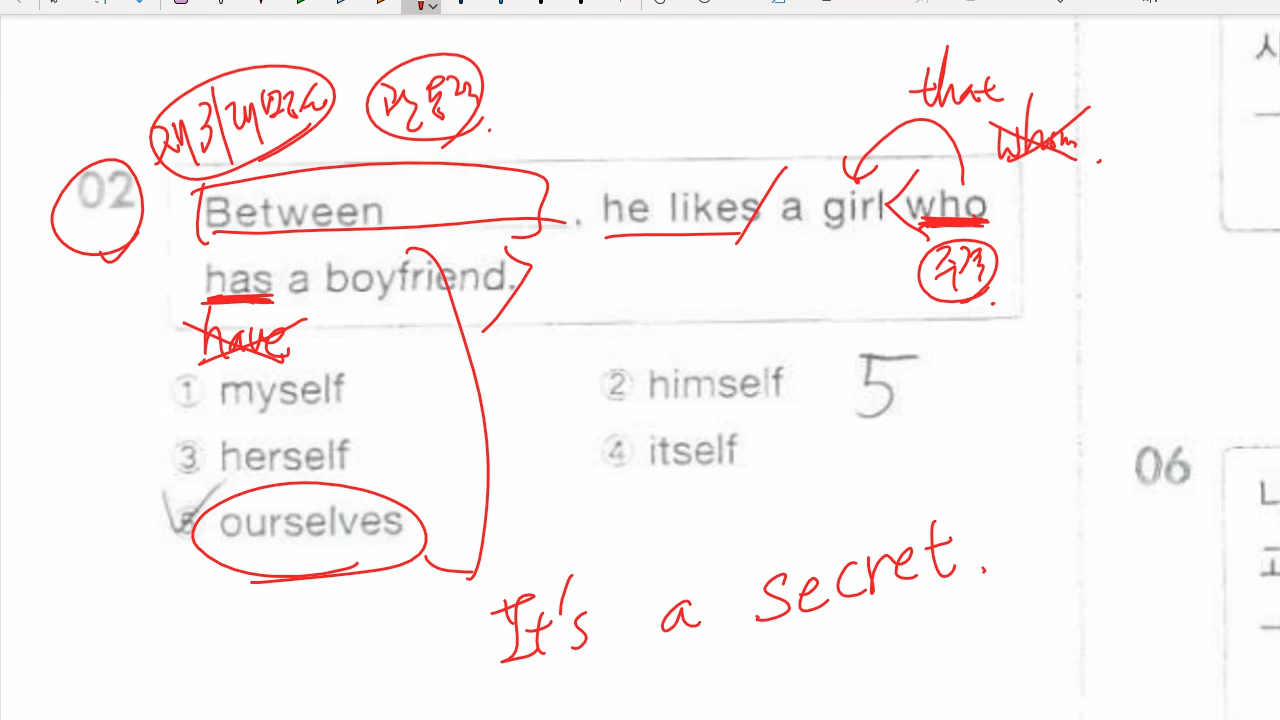 재귀대명사
관용적.
that
whom.
02
Between , he likes a girl who
has a boyfriend.
주격.
have
① myself
② himself
5
③ herself
④ itself
06
⑤ ourselves
It's a secret.